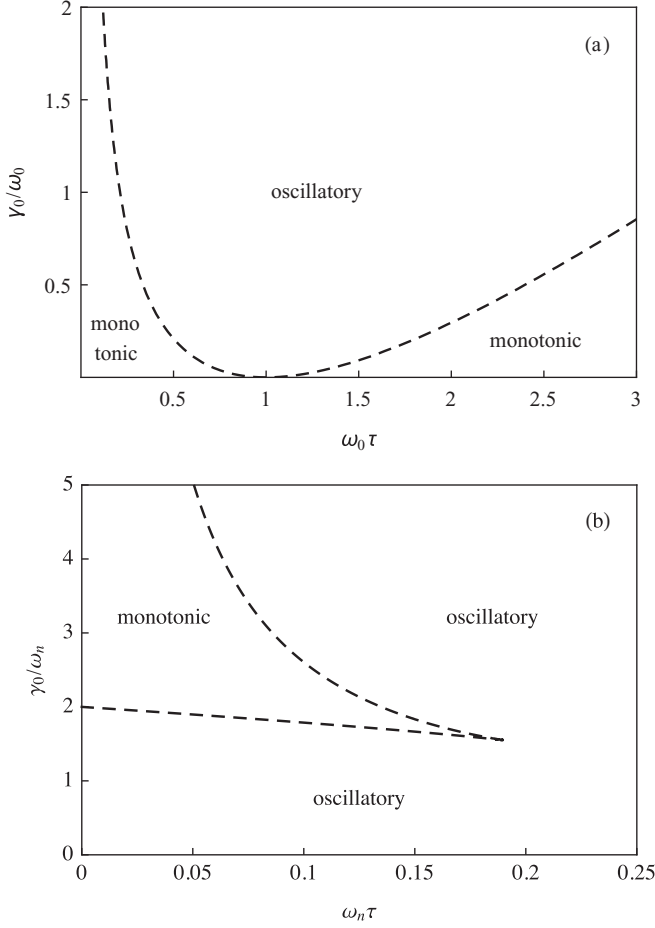 2
(a)
1.5
γ₀/ω₀
1
oscillatory
0.5
mono
tonic
monotonic
0.5
1
1.5
2
2.5
3
ω₀τ
5
(b)
4
monotonic
oscillatory
3
γ₀/ωₙ
2
1
oscillatory
0
0
0.05
0.1
0.15
0.2
0.25
ωₙτ